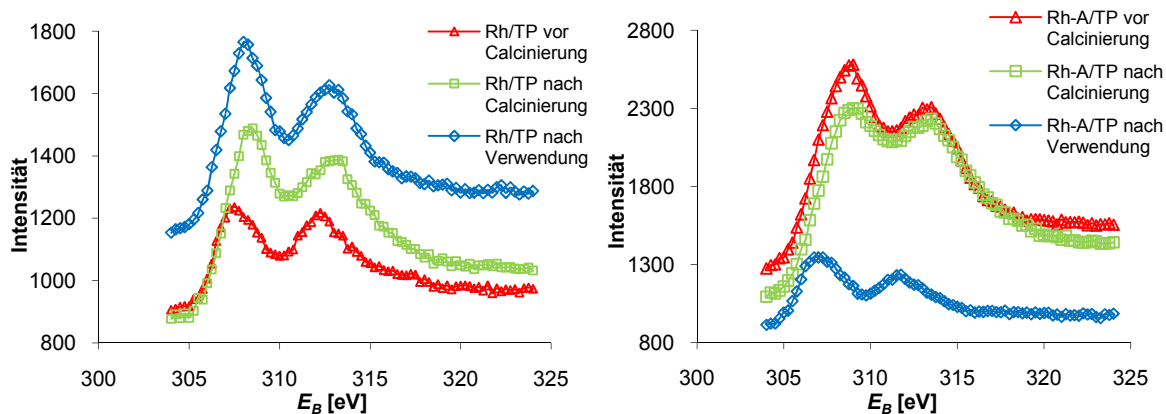 Intensität
1800
1600
1400
1200
1000
800
300
305
310
315
320
325
E_B [eV]
Rh/TP vor
Calcinierung
Rh/TP nach
Calcinierung
Rh/TP nach
Verwendung
Intensität
2800
2300
1800
1300
800
300
305
310
315
320
325
E_B [eV]
Rh-A/TP vor
Calcinierung
Rh-A/TP nach
Calcinierung
Rh-A/TP nach
Verwendung